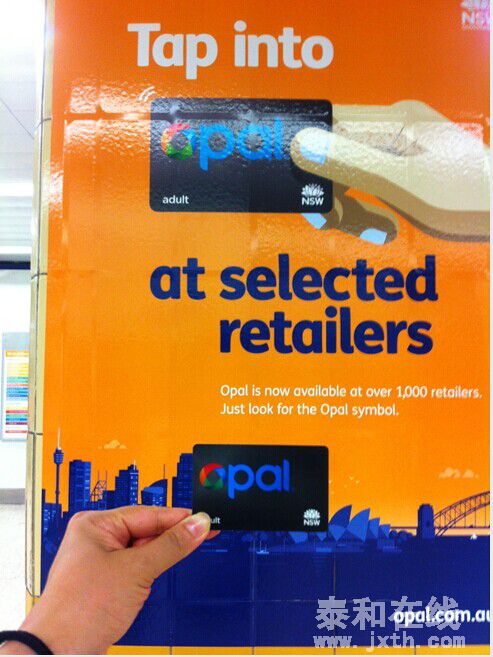 NSW
Tap into
opal
adult
NSW
at selected
retailers
Opal is now available at over 1,000 retailers.
Just look for the Opal symbol.
opal
NSW
opal.com.au
泰和在线
www.jxth.com